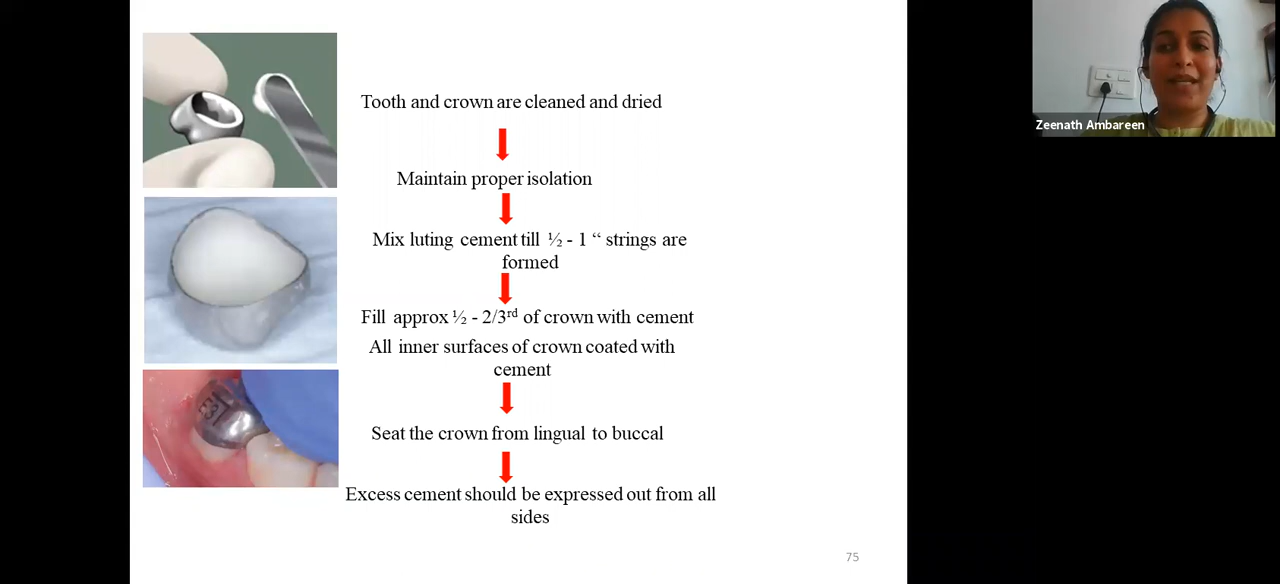 Tooth and crown are cleaned and dried
Maintain proper isolation
Mix luting cement till ½ - 1 “ strings are
formed
Fill approx ½ - 2/3rd of crown with cement
All inner surfaces of crown coated with
cement
Seat the crown from lingual to buccal
Excess cement should be expressed out from all
sides
75
Zeenath Ambareen